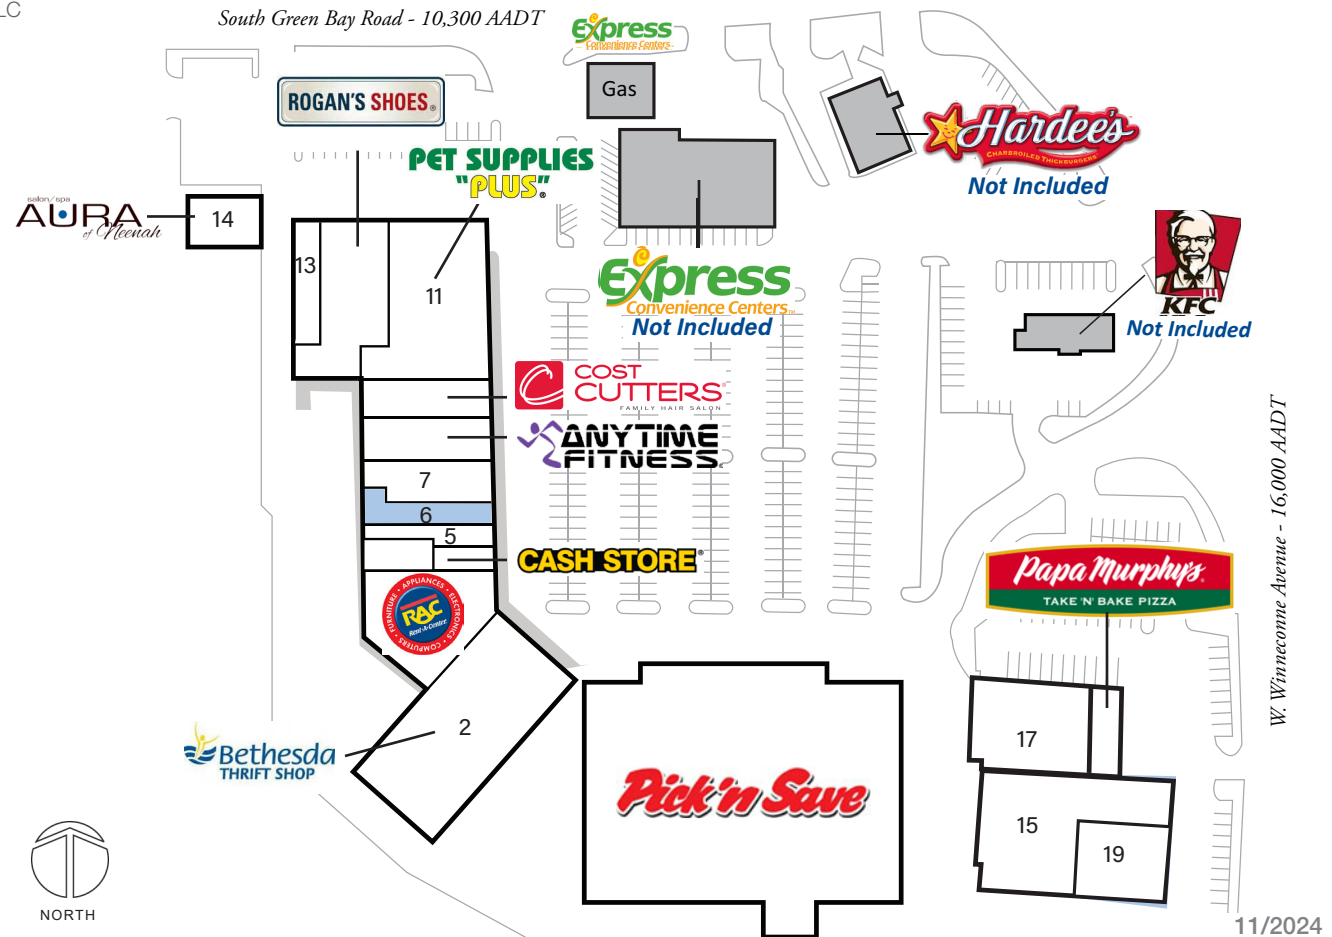 LC
South Green Bay Road - 10,300 AADT
Express
Convenience Centers
Gas
ROGAN'S SHOES
PET SUPPLIES
"PLUS"
Hardee's
CHARBROILED THICKBURGERS
Not Included
salon/spa
AURA
of Neenah
14
13
11
Express
Convenience Centers
Not Included
KFC
Not Included
COST
CUTTERS
FAMILY HAIR SALON
ANYTIME
FITNESS
7
6
5
CASH STORE
FURNITURE • APPLIANCES • ELECTRONICS • COMPUTERS
RAC
Rent-A-Center
W. Winneconne Avenue - 16,000 AADT
Papa Murphy's
TAKE 'N' BAKE PIZZA
2
Bethesda
THRIFT SHOP
Pick'n Save
17
15
19
NORTH
11/2024